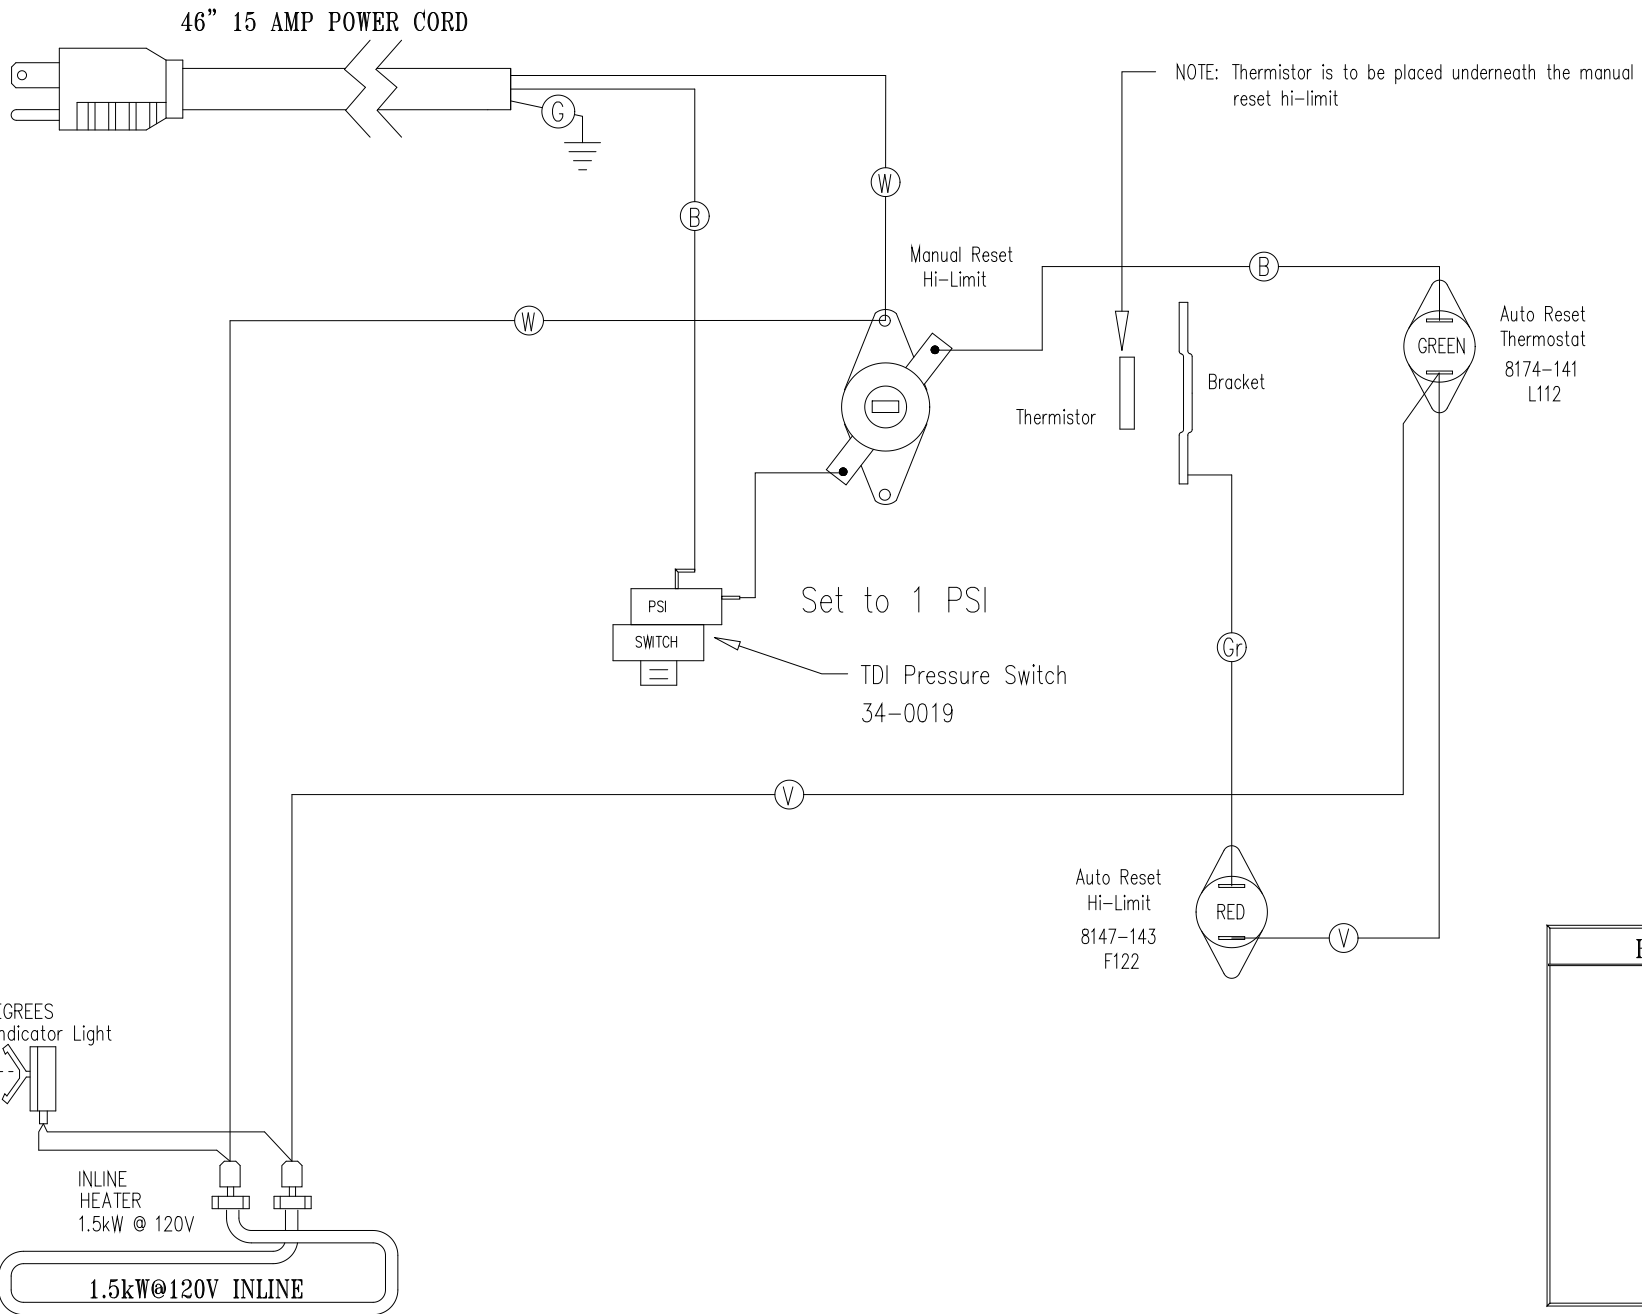 46” 15 AMP POWER CORD
NOTE: Thermistor is to be placed underneath the manual
reset hi-limit
G
W
B
Manual Reset
Hi-Limit
B
W
Auto Reset
Thermostat
8174-141
L112
GREEN
Bracket
Thermistor
PSI
SWITCH
Set to 1 PSI
TDI Pressure Switch
34-0019
Gr
V
Auto Reset
Hi-Limit
8147-143
F122
RED
V
Light
INLINE
HEATER
1.5kW @ 120V
1.5kW@120V INLINE